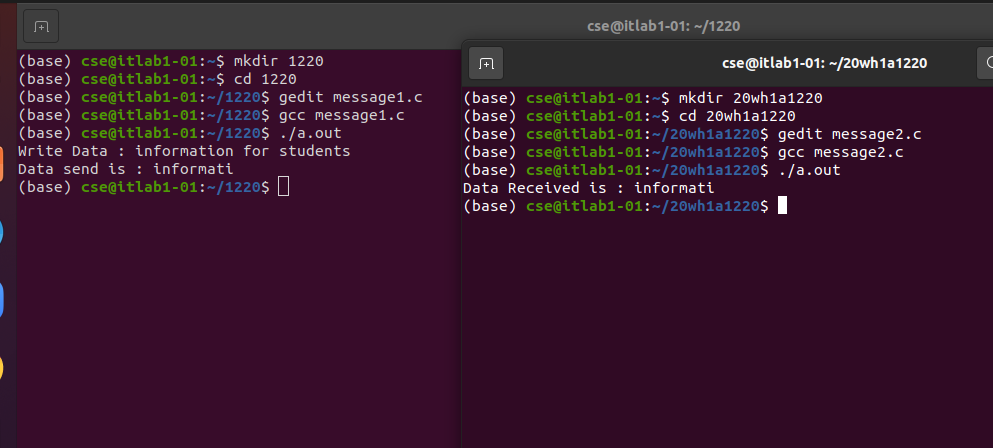 cse@itlab1-01: ~/1220
(base) cse@itlab1-01:~$ mkdir 1220
(base) cse@itlab1-01:~$ cd 1220
(base) cse@itlab1-01:~/1220$ gedit message1.c
(base) cse@itlab1-01:~/1220$ gcc message1.c
(base) cse@itlab1-01:~/1220$ ./a.out
Write Data : information for students
Data send is : informati
(base) cse@itlab1-01:~/1220$
cse@itlab1-01: ~/20wh1a1220
(base) cse@itlab1-01:~$ mkdir 20wh1a1220
(base) cse@itlab1-01:~$ cd 20wh1a1220
(base) cse@itlab1-01:~/20wh1a1220$ gedit message2.c
(base) cse@itlab1-01:~/20wh1a1220$ gcc message2.c
(base) cse@itlab1-01:~/20wh1a1220$ ./a.out
Data Received is : informati
(base) cse@itlab1-01:~/20wh1a1220$